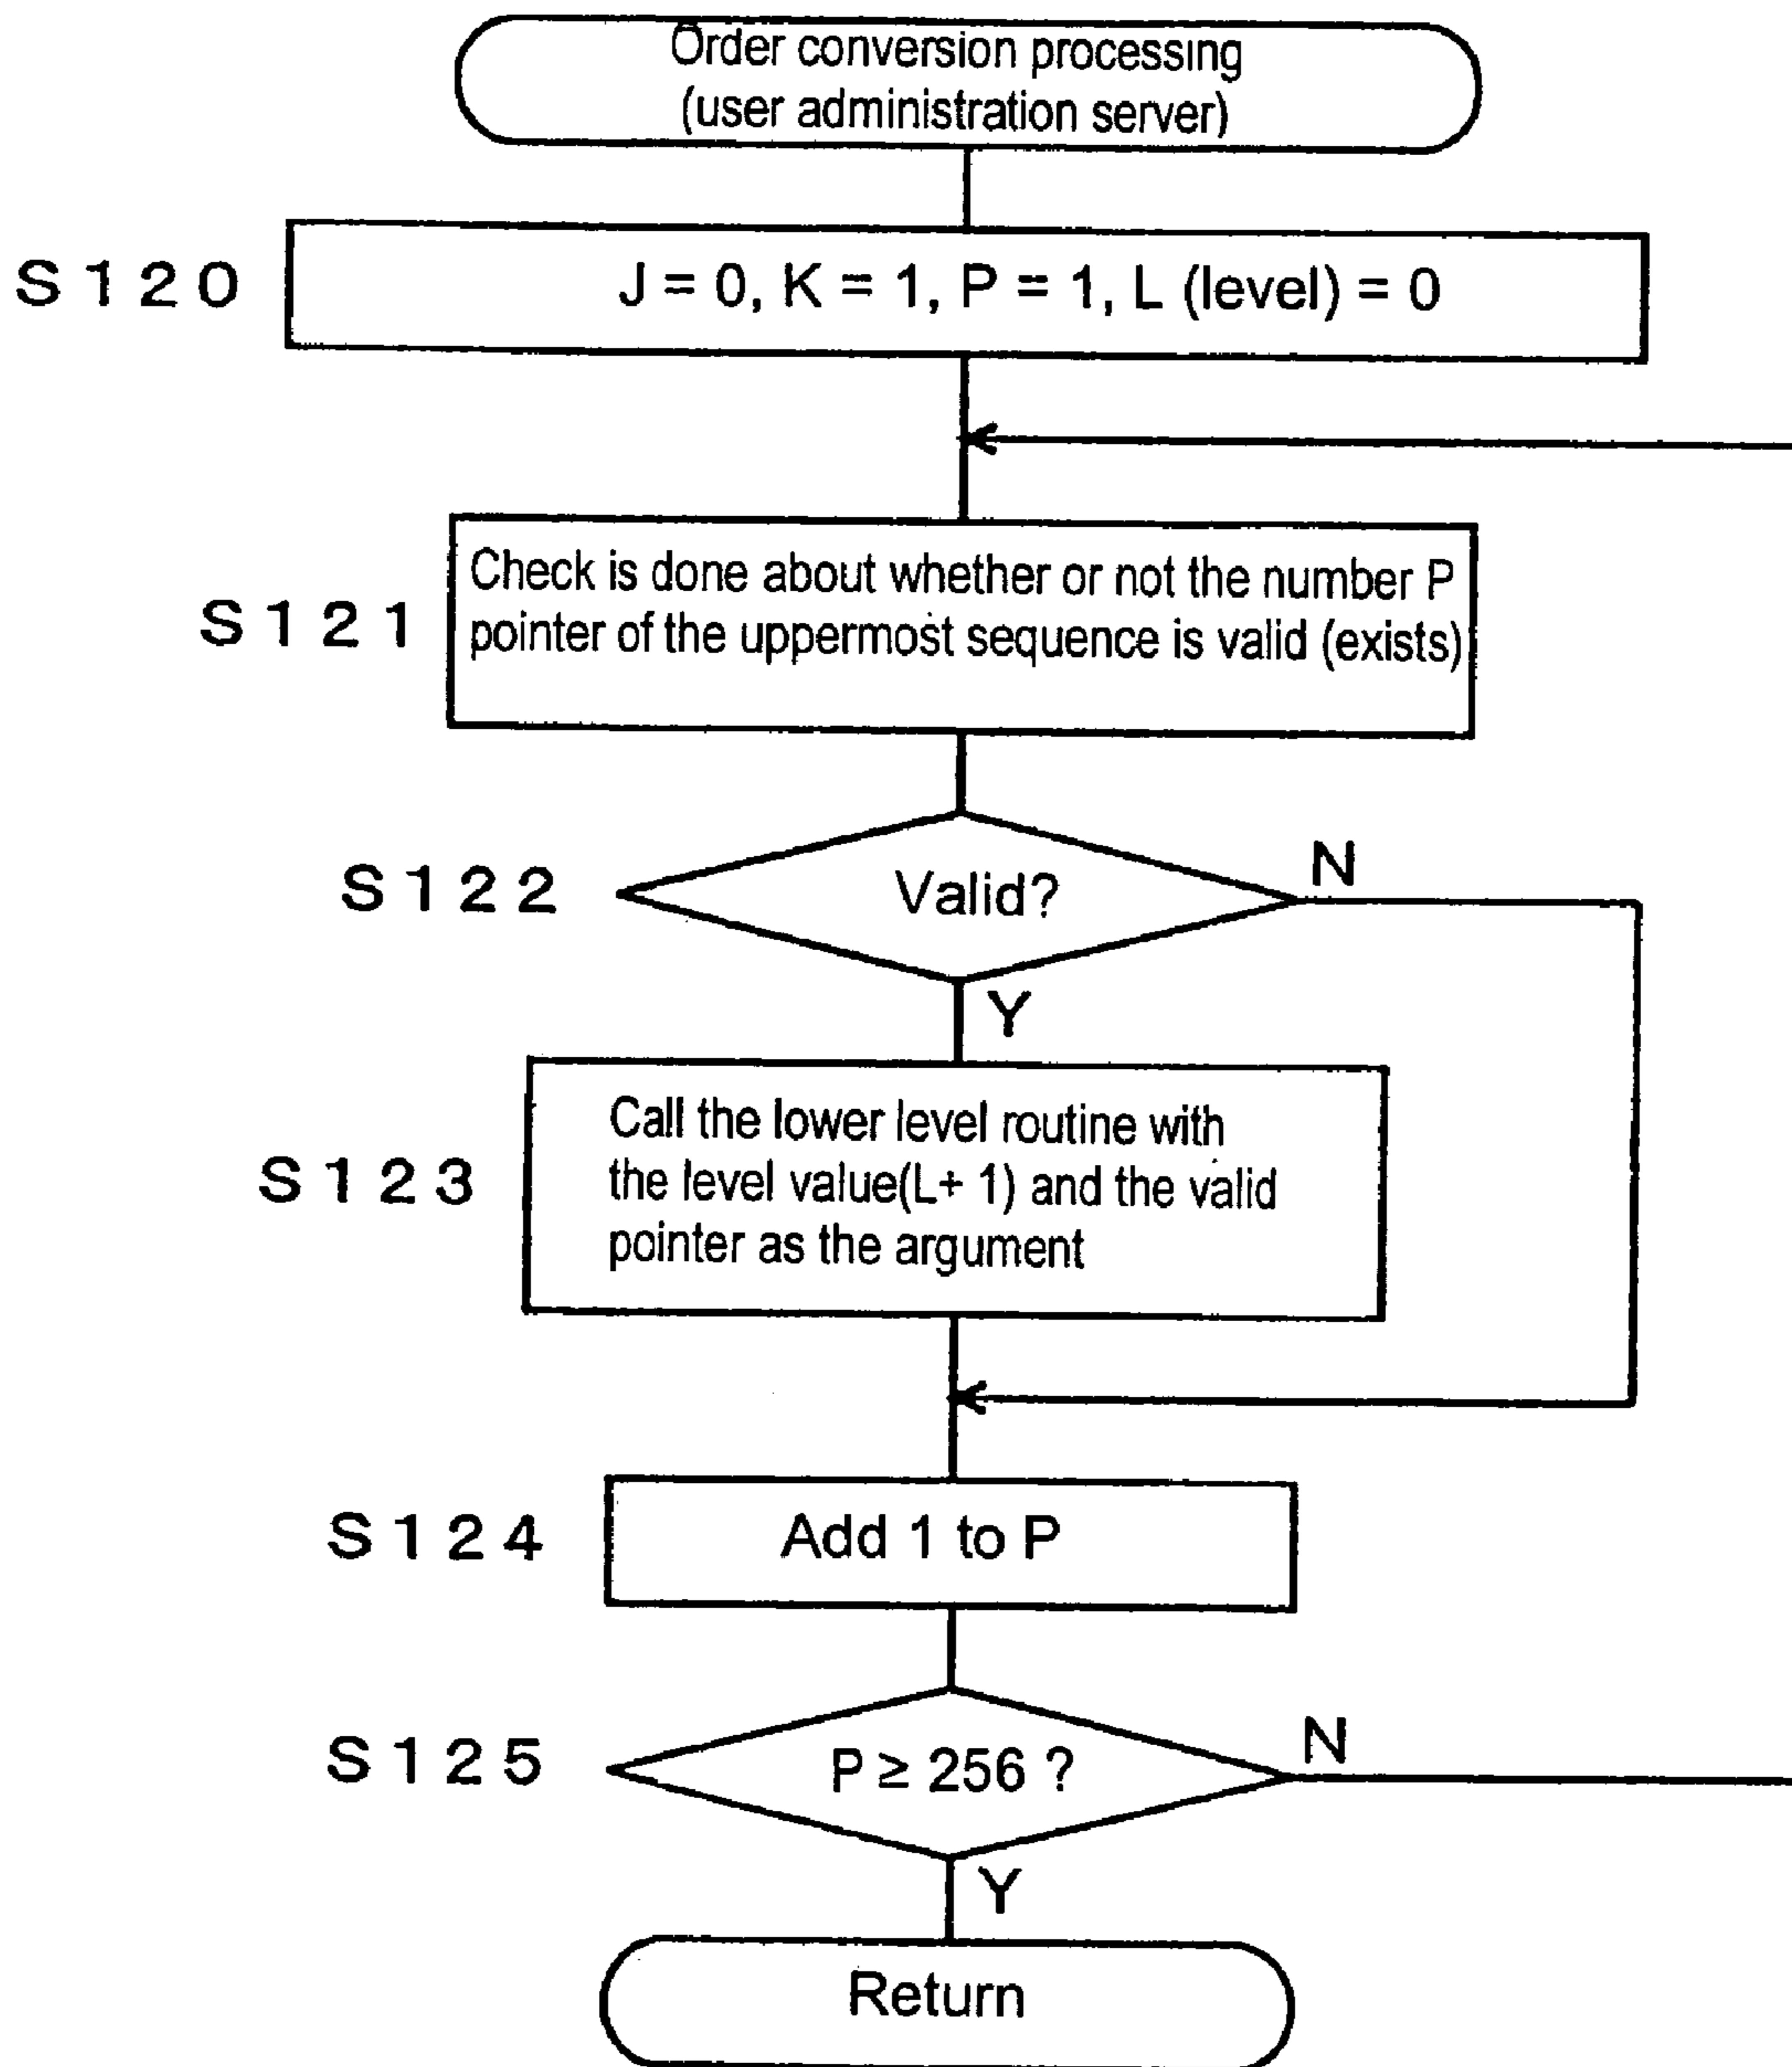 Order conversion processing
(user administration server)
S120
J = 0, K = 1, P = 1, L (level) = 0
S121
Check is done about whether or not the number P
pointer of the uppermost sequence is valid (exists)
S122
Valid?
N
Y
S123
Call the lower level routine with
the level value(L+ 1) and the valid
pointer as the argument
S124
Add 1 to P
S125
P ≥ 256 ?
N
Y
Return